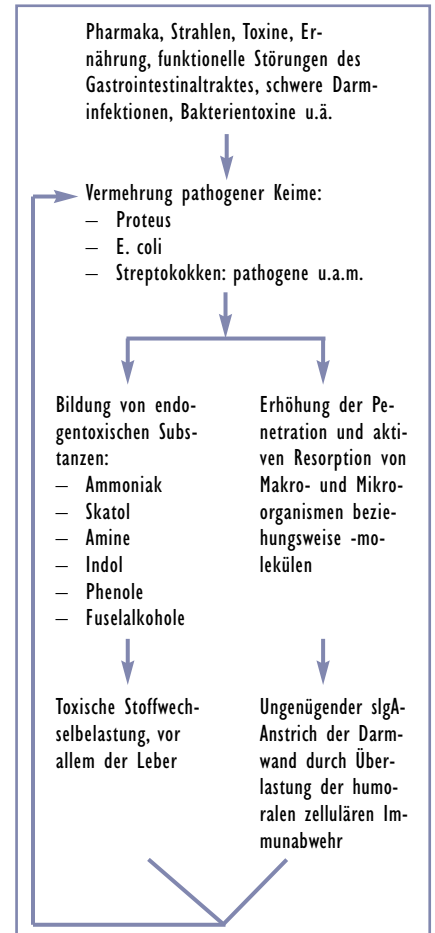 Pharmaka, Strahlen, Toxine, Er-
nährung, funktionelle Störungen des
Gastrointestinaltraktes, schwere Darm-
infektionen, Bakterientoxine u.ä.
Vermehrung pathogener Keime:
– Proteus
– E. coli
– Streptokokken: pathogene u.a.m.
Bildung von endo-
gentoxischen Subs-
tanzen:
– Ammoniak
– Skatol
– Amine
– Indol
– Phenole
– Fuselalkohole
Erhöhung der Pe-
netration und akti-
ven Resorption von
Makro- und Mikro-
organismen bezie-
hungsweise -mo-
lekülen
Toxische Stoffwech-
selbelastung, vor
allem der Leber
Ungenügender sIgA-
Anstrich der Darm-
wand durch Über-
lastung der humo-
ralen zellulären Im-
munabwehr